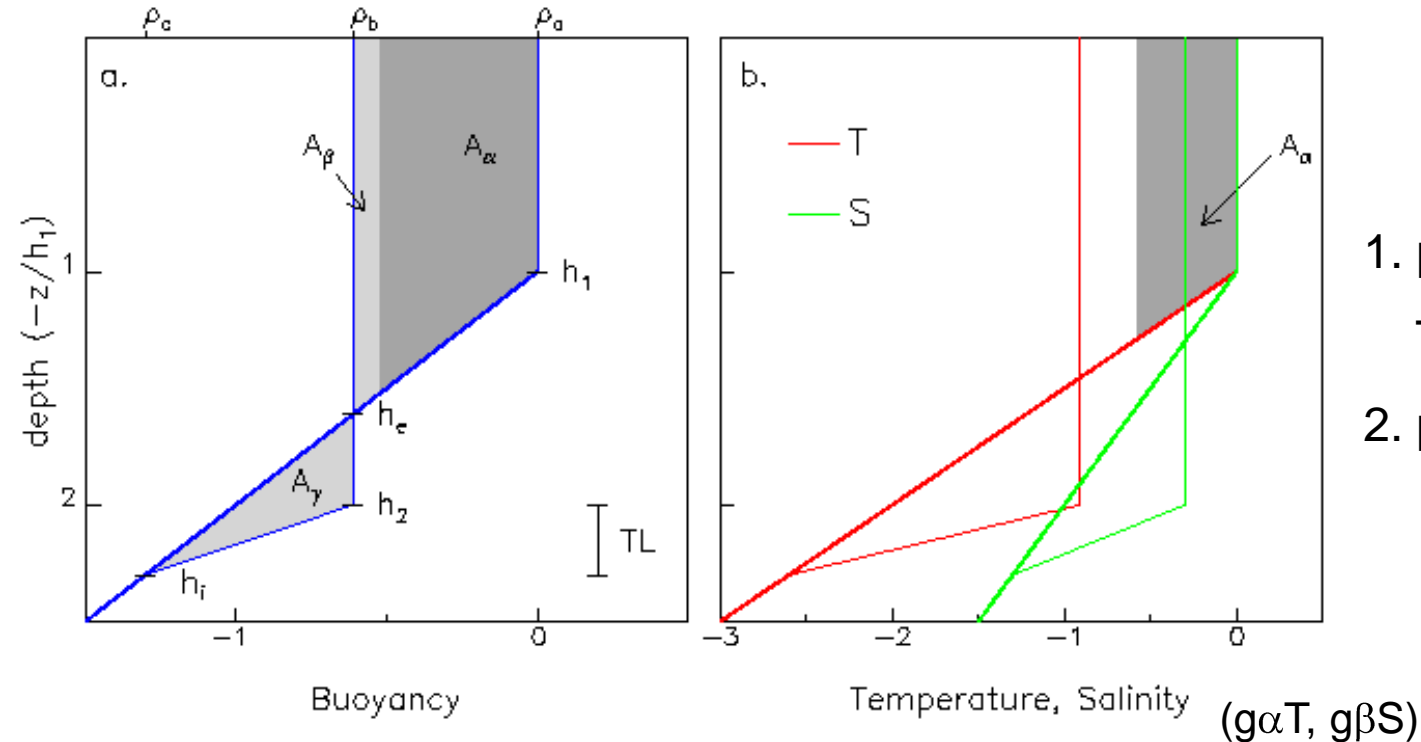 ρc ρb ρa
a.
Aβ
Aα
h1
he
Aγ
h2
TL
hi
depth (−z/h1)
1
2
−1
0
Buoyancy
b.
T
S
Aα
−3
−2
−1
0
Temperature, Salinity
(gαT, gβS)
1.
2.